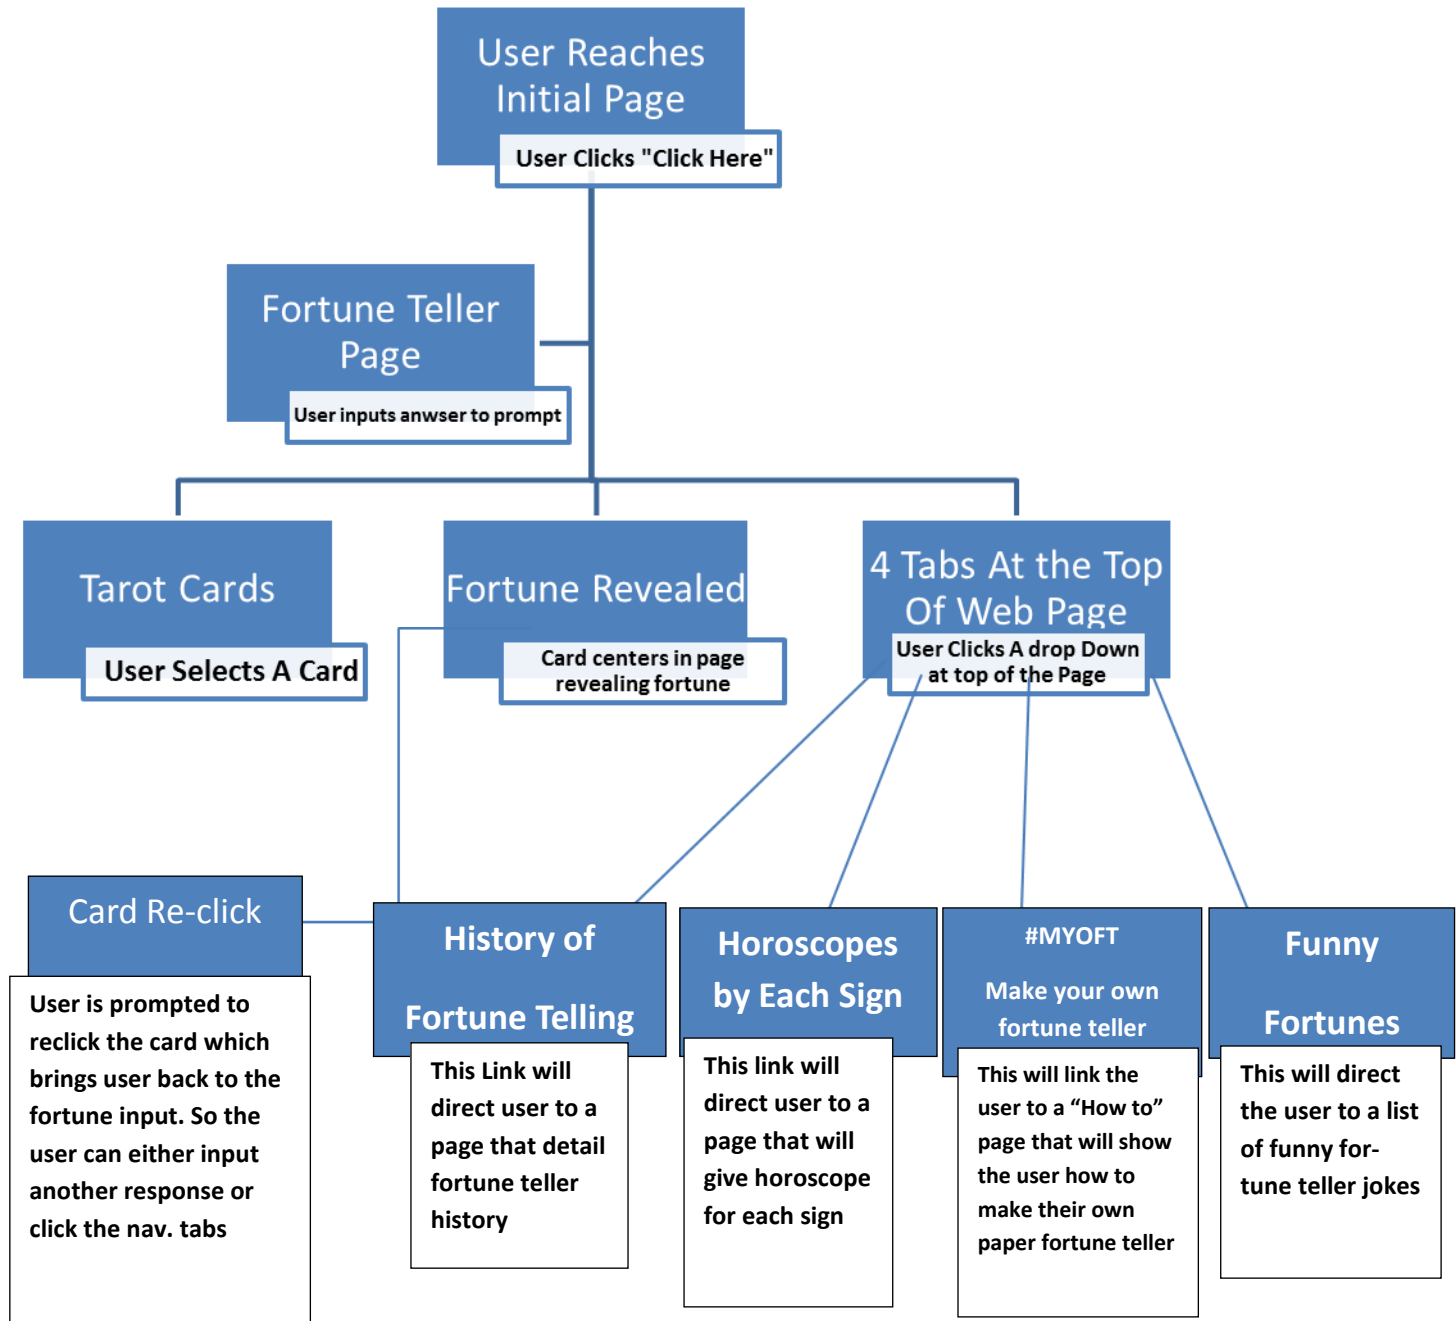 User Reaches
Initial Page
User Clicks "Click Here"
Fortune Teller
Page
User inputs anwser to prompt
Tarot Cards
User Selects A Card
Fortune Revealed
Card centers in page
revealing fortune
4 Tabs At the Top
Of Web Page
User Clicks A drop Down
at top of the Page
Card Re-click
User is prompted to
reclick the card which
brings user back to the
fortune input. So the
user can either input
another response or
click the nav. tabs
History of
Fortune Telling
This Link will
direct user to a
page that detail
fortune teller
history
Horoscopes
by Each Sign
This link will
direct user to a
page that will
give horoscope
for each sign
#MYOFT
Make your own
fortune teller
This will link the
user to a “How to”
page that will show
the user how to
make their own
paper fortune teller
Funny
Fortunes
This will direct
the user to a list
of funny for-
tune teller jokes